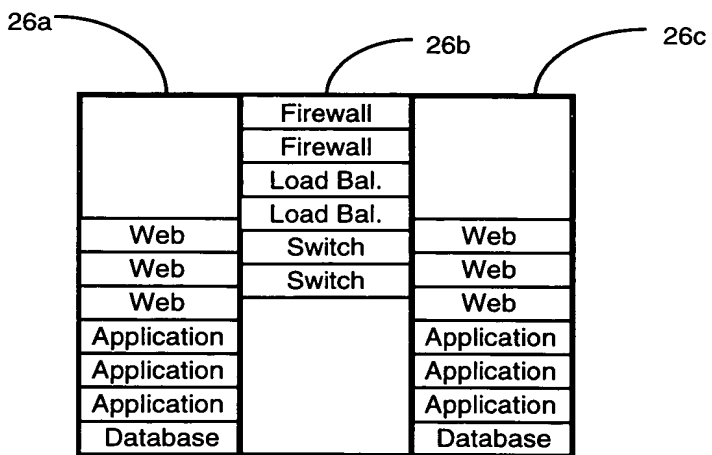 26a
26b
26c
Firewall
Firewall
Load Bal.
Load Bal.
Web Switch Web
Web Switch Web
Web Web
Application Application
Application Application
Application Application
Database Database